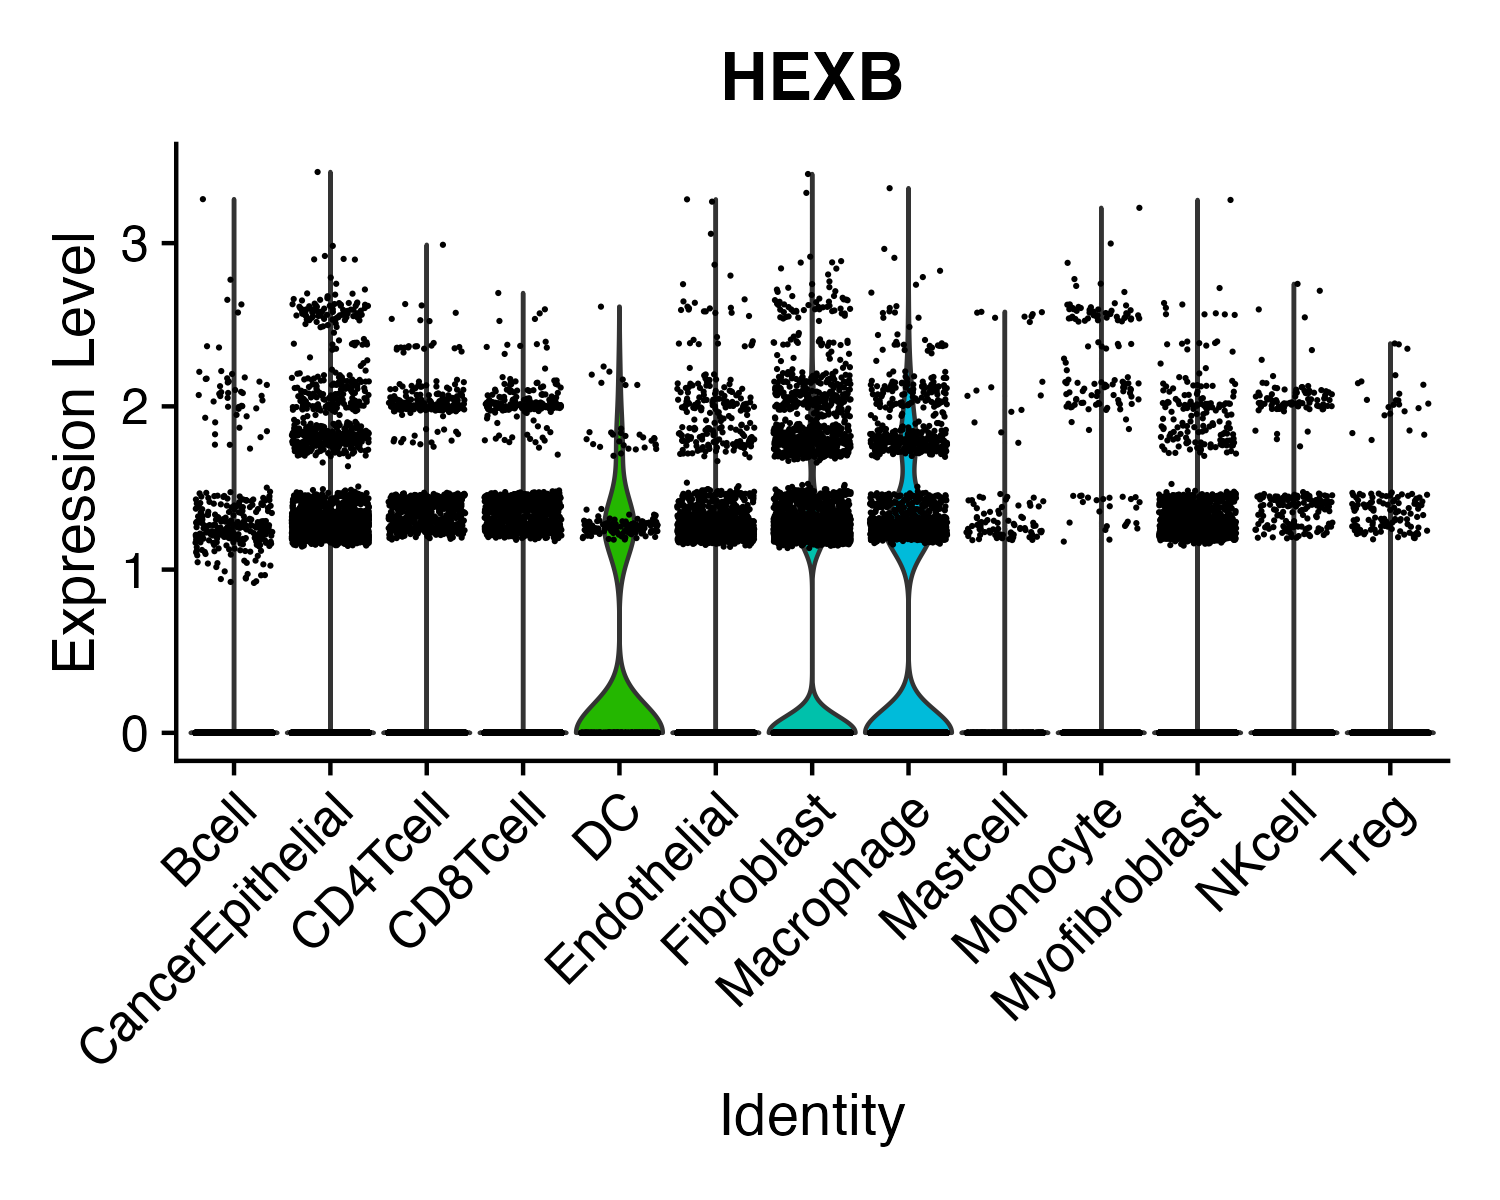 HEXB
Expression Level
3
2
1
0
Bcell
CancerEpithelial
CD4Tcell
CD8Tcell
DC
Endothelial
Fibroblast
Macrophage
Mastcell
Monocyte
Myofibroblast
NKcell
Treg
Identity